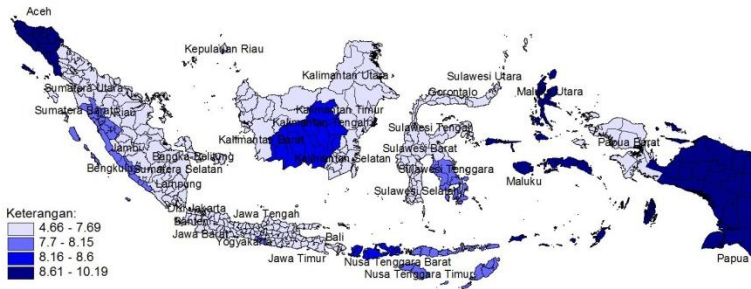 Aceh
Kepulauan Riau
Kalimantan Utara
Sulawesi Utara
Gorontalo
Maluku Utara
Sumatera Utara
Sumatera Barat
Riau
Kalimantan Timur
Kalimantan Tengah
Kalimantan Barat
Sulawesi Tengah
Papua Barat
Jambi
Bangka-Belitung
Kalimantan Selatan
Sulawesi Barat
Bengkulu
Sumatera Selatan
Sulawesi Tenggara
Maluku
Lampung
Sulawesi Selatan
Dki Jakarta
Banten
Jawa Tengah
Jawa Barat
Yogyakarta
Bali
Jawa Timur
Nusa Tenggara Barat
Nusa Tenggara Timur
Papua
Keterangan:
4.66 - 7.69
7.7 - 8.15
8.16 - 8.6
8.61 - 10.19